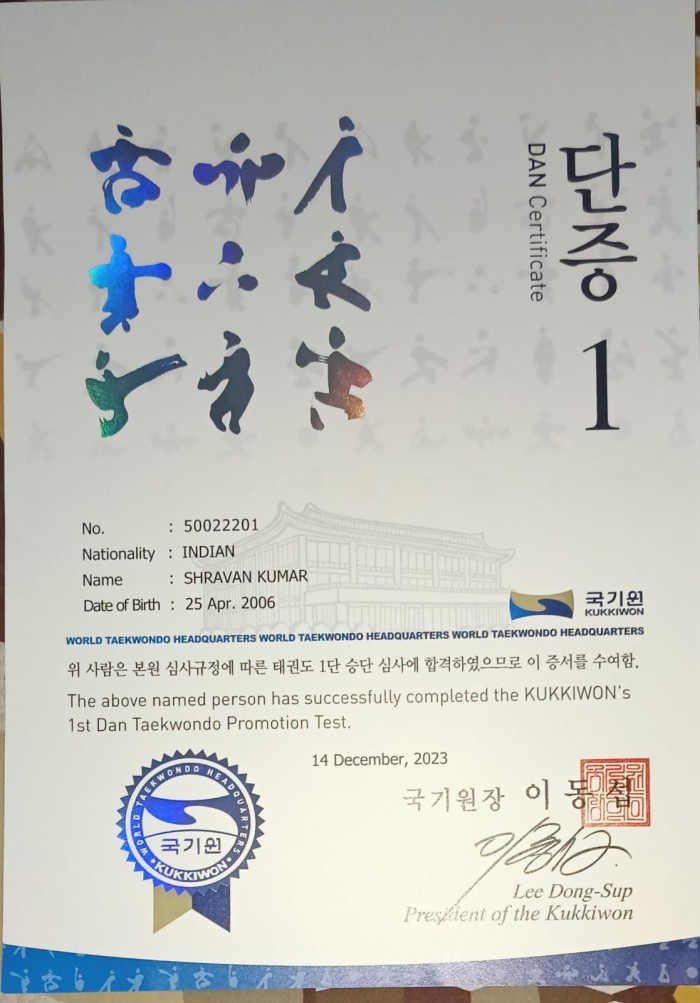 단증
DAN Certificate
1
No. : 50022201
Nationality : INDIAN
Name : SHRAVAN KUMAR
Date of Birth : 25 Apr. 2006
국기원
KUKKIWON
WORLD TAEKWONDO HEADQUARTERS WORLD TAEKWONDO HEADQUARTERS WORLD TAEKWONDO HEADQUARTERS
위 사람은 본원 심사규정에 따른 태권도 1단 승단 심사에 합격하였으므로 이 증서를 수여함.
The above named person has successfully completed the KUKKIWON's
1st Dan Taekwondo Promotion Test.
14 December, 2023
WORLD TAEKWONDO HEADQUARTERS
국기원
KUKKIWON
국기원장 이동섭
Lee Dong-Sup
President of the Kukkiwon